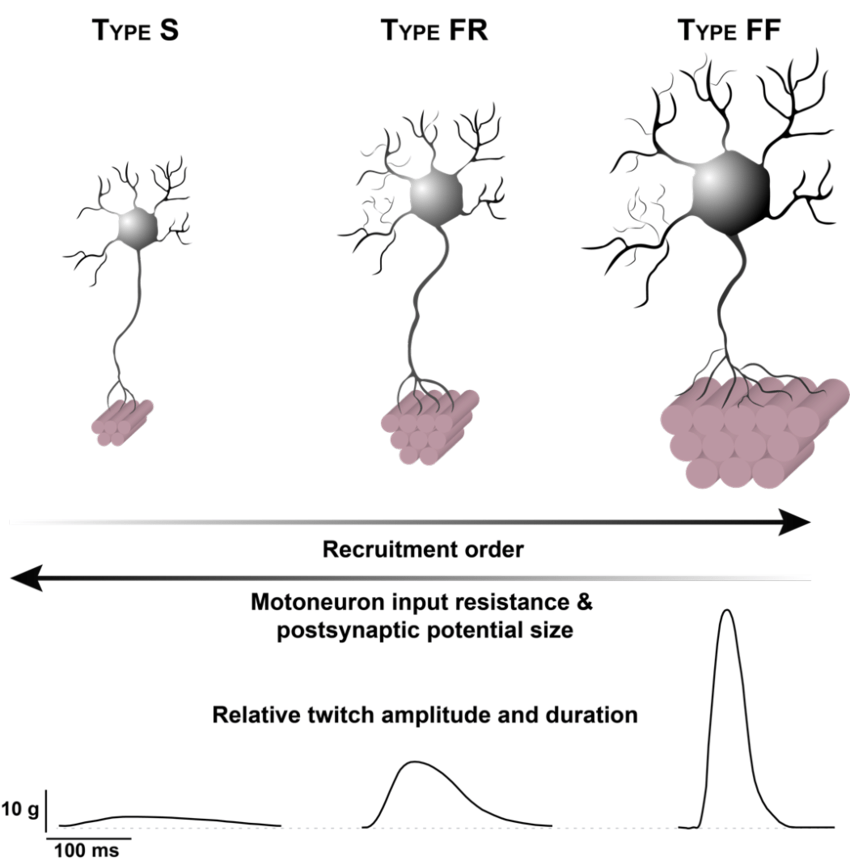 TYPE S
TYPE FR
TYPE FF
Recruitment order
Motoneuron input resistance &
postsynaptic potential size
Relative twitch amplitude and duration
10 g
100 ms